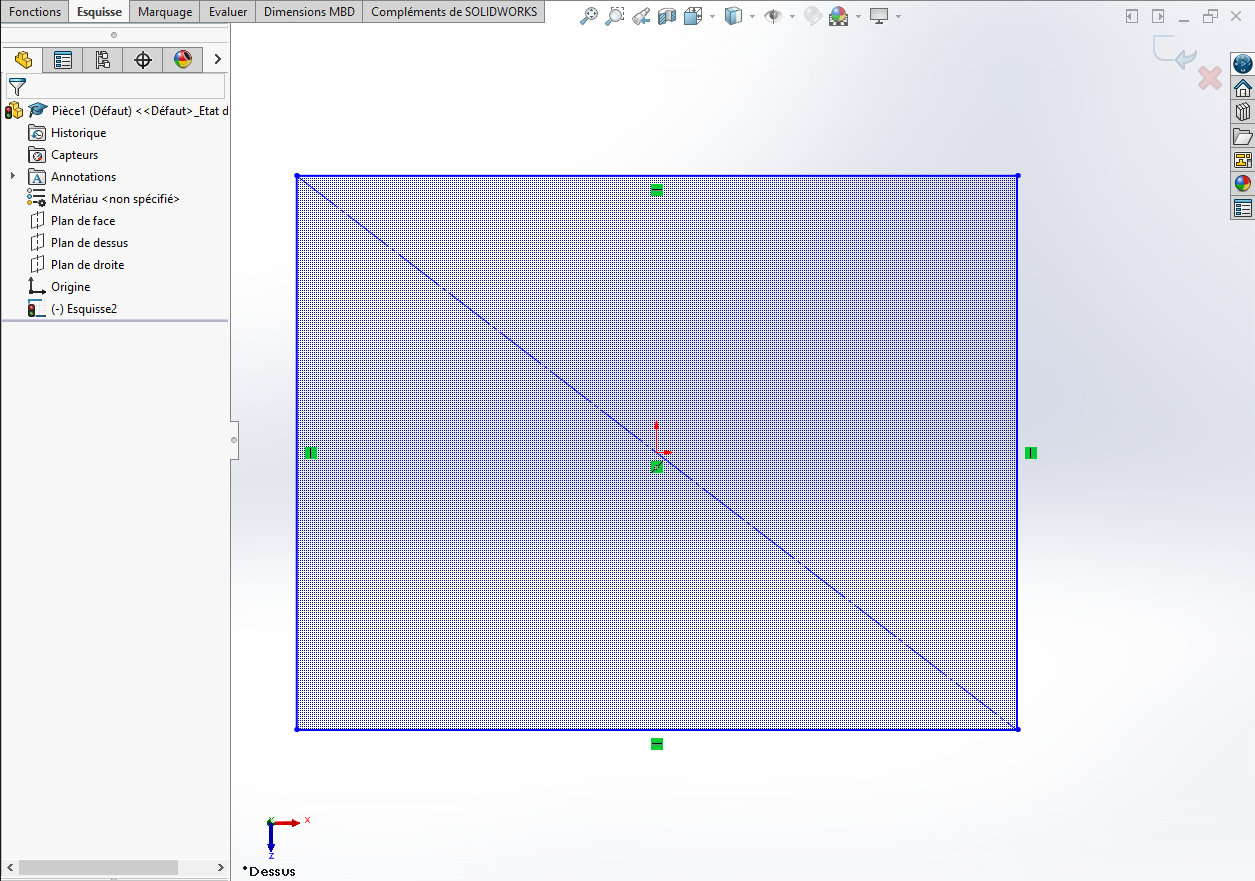 Fonctions Esquisse Marquage Evaluer Dimensions MBD Compléments de SOLIDWORKS
Pièce1 (Défaut) <<Défaut>_Etat d
Historique
Capteurs
A Annotations
Matériau <non spécifié>
Plan de face
Plan de dessus
Plan de droite
Origine
(-) Esquisse2
Y X
Z
*Dessus